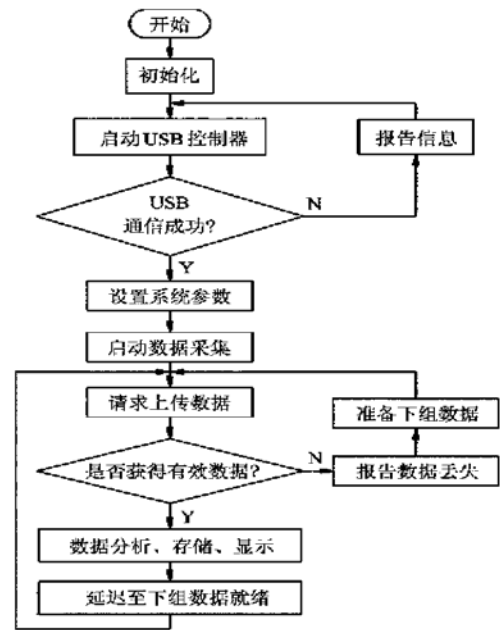 开始
初始化
启动USB控制器
报告信息
USB
通信成功?
N
Y
设置系统参数
启动数据采集
请求上传数据
准备下组数据
是否获得有效数据?
N
报告数据丢失
Y
数据分析、存储、显示
延迟至下组数据就绪